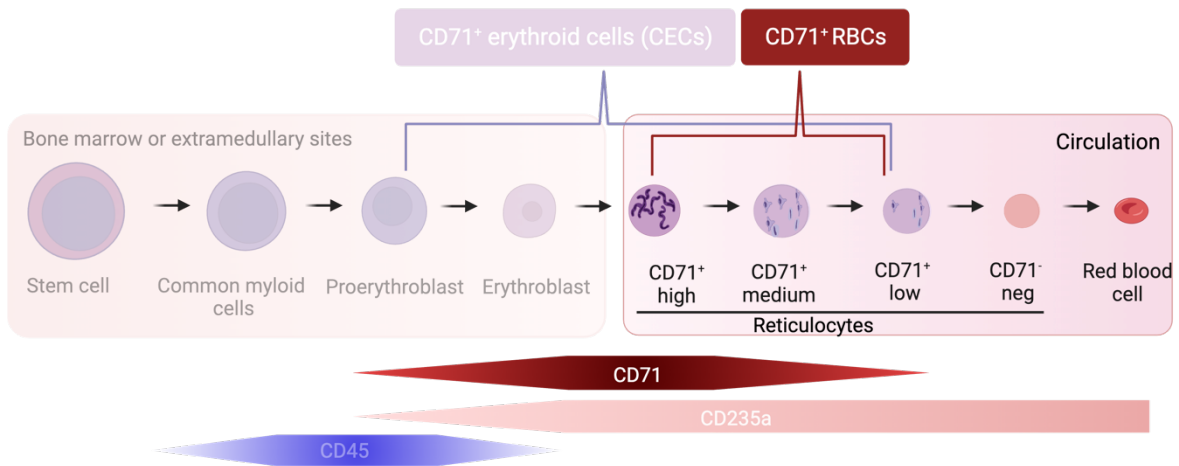 CD71⁺ erythroid cells (CECs)
CD71⁺ RBCs
Bone marrow or extramedullary sites
Circulation
Stem cell
Common myloid
cells
Proerythroblast
Erythroblast
CD71⁺
high
CD71⁺
medium
CD71⁺
low
CD71⁻
neg
Red blood
cell
Reticulocytes
CD71
CD235a
CD45